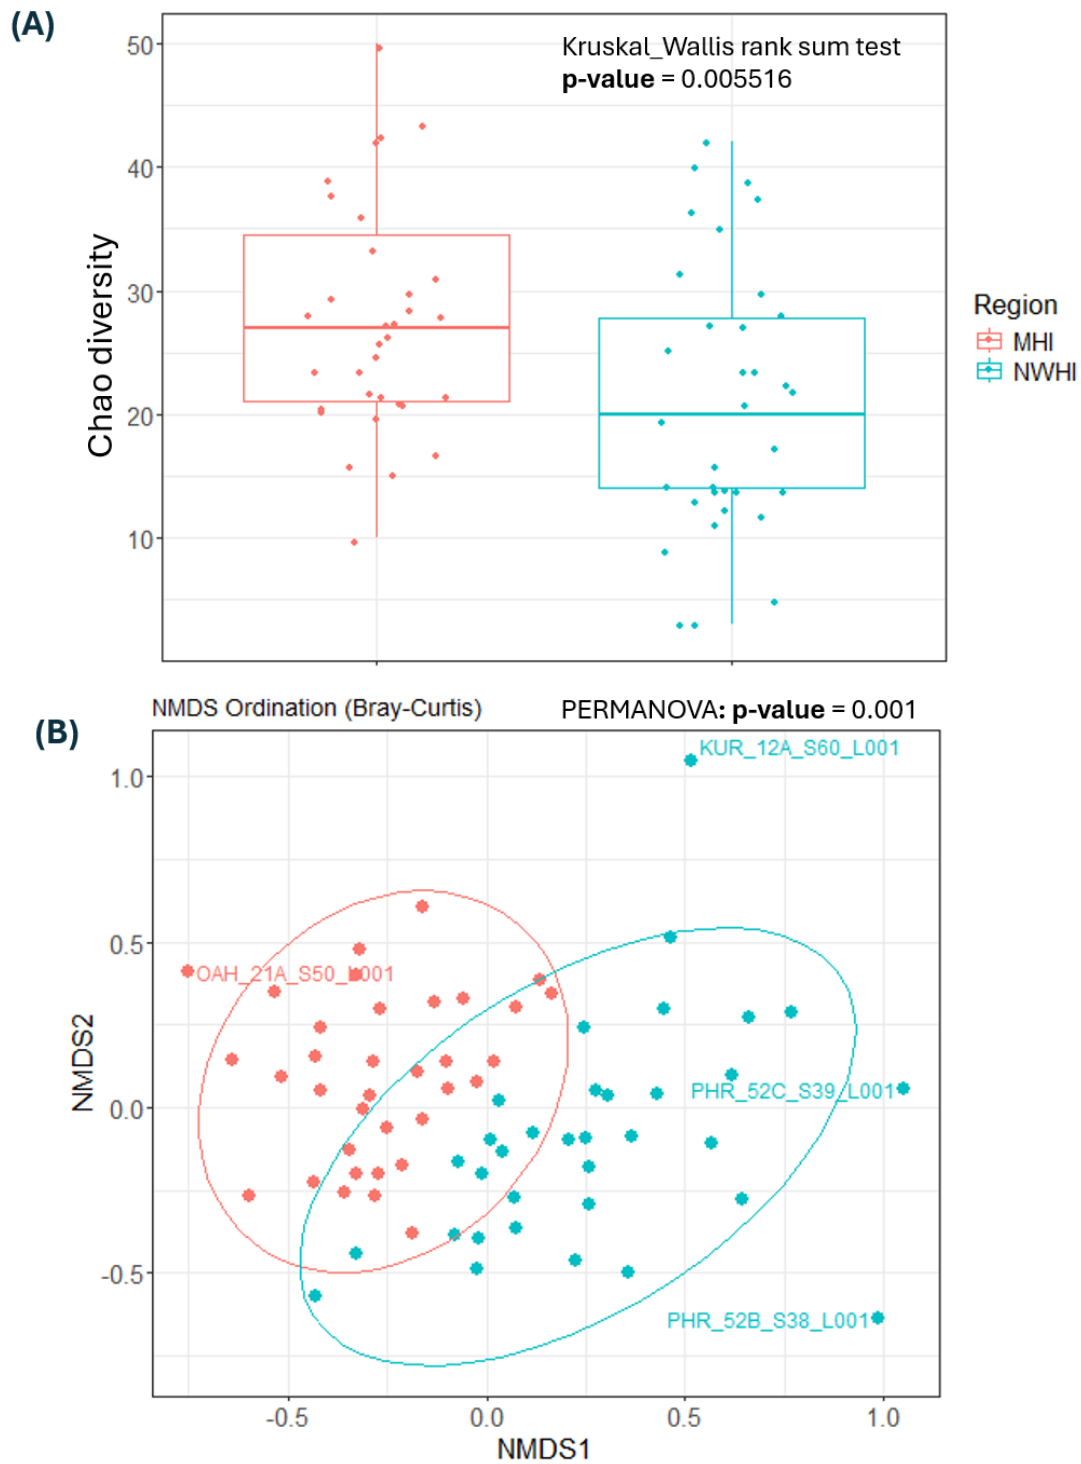 (A)
Kruskal_Wallis rank sum test
p-value = 0.005516
50
40
30
20
10
Chao diversity
Region
MHI
NWHI
(B)
NMDS Ordination (Bray-Curtis)
PERMANOVA: p-value = 0.001
KUR_12A_S60_L001
OAH_21A_S50_L001
PHR_52C_S39_L001
PHR_52B_S38_L001
1.0
0.5
0.0
-0.5
NMDS2
-0.5
0.0
0.5
1.0
NMDS1